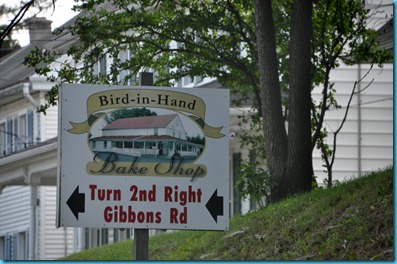 Bird-in-Hand
Bake Shop
Turn 2nd Right
Gibbons Rd